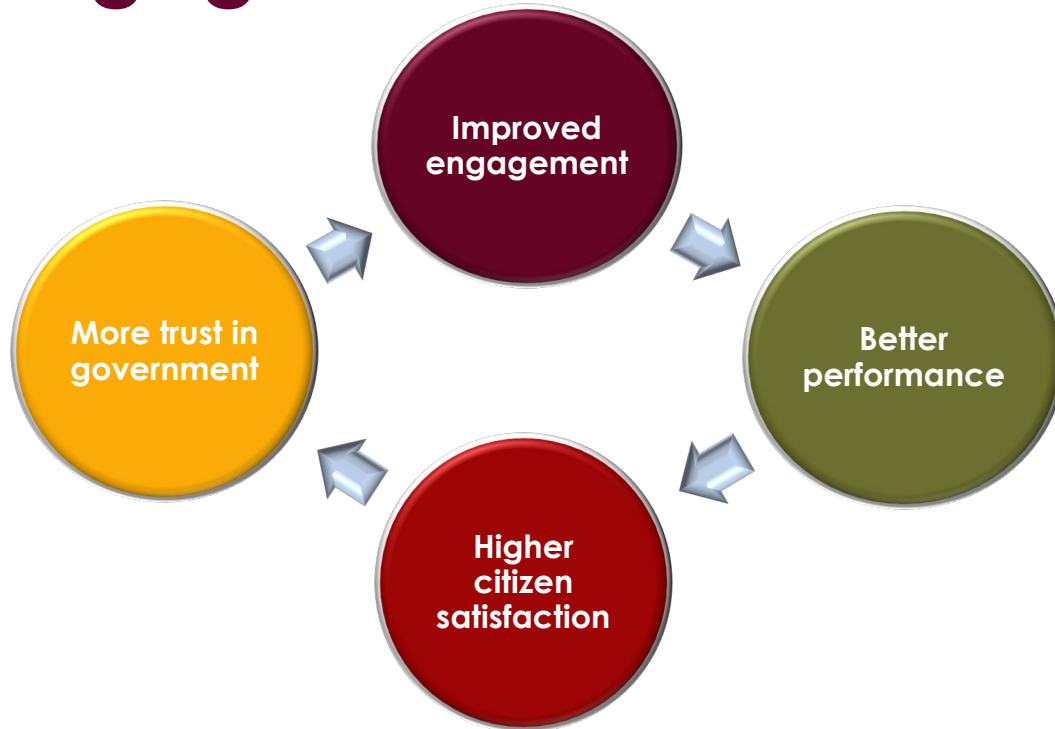 Improved
engagement
More trust in
government
Better
performance
Higher
citizen
satisfaction